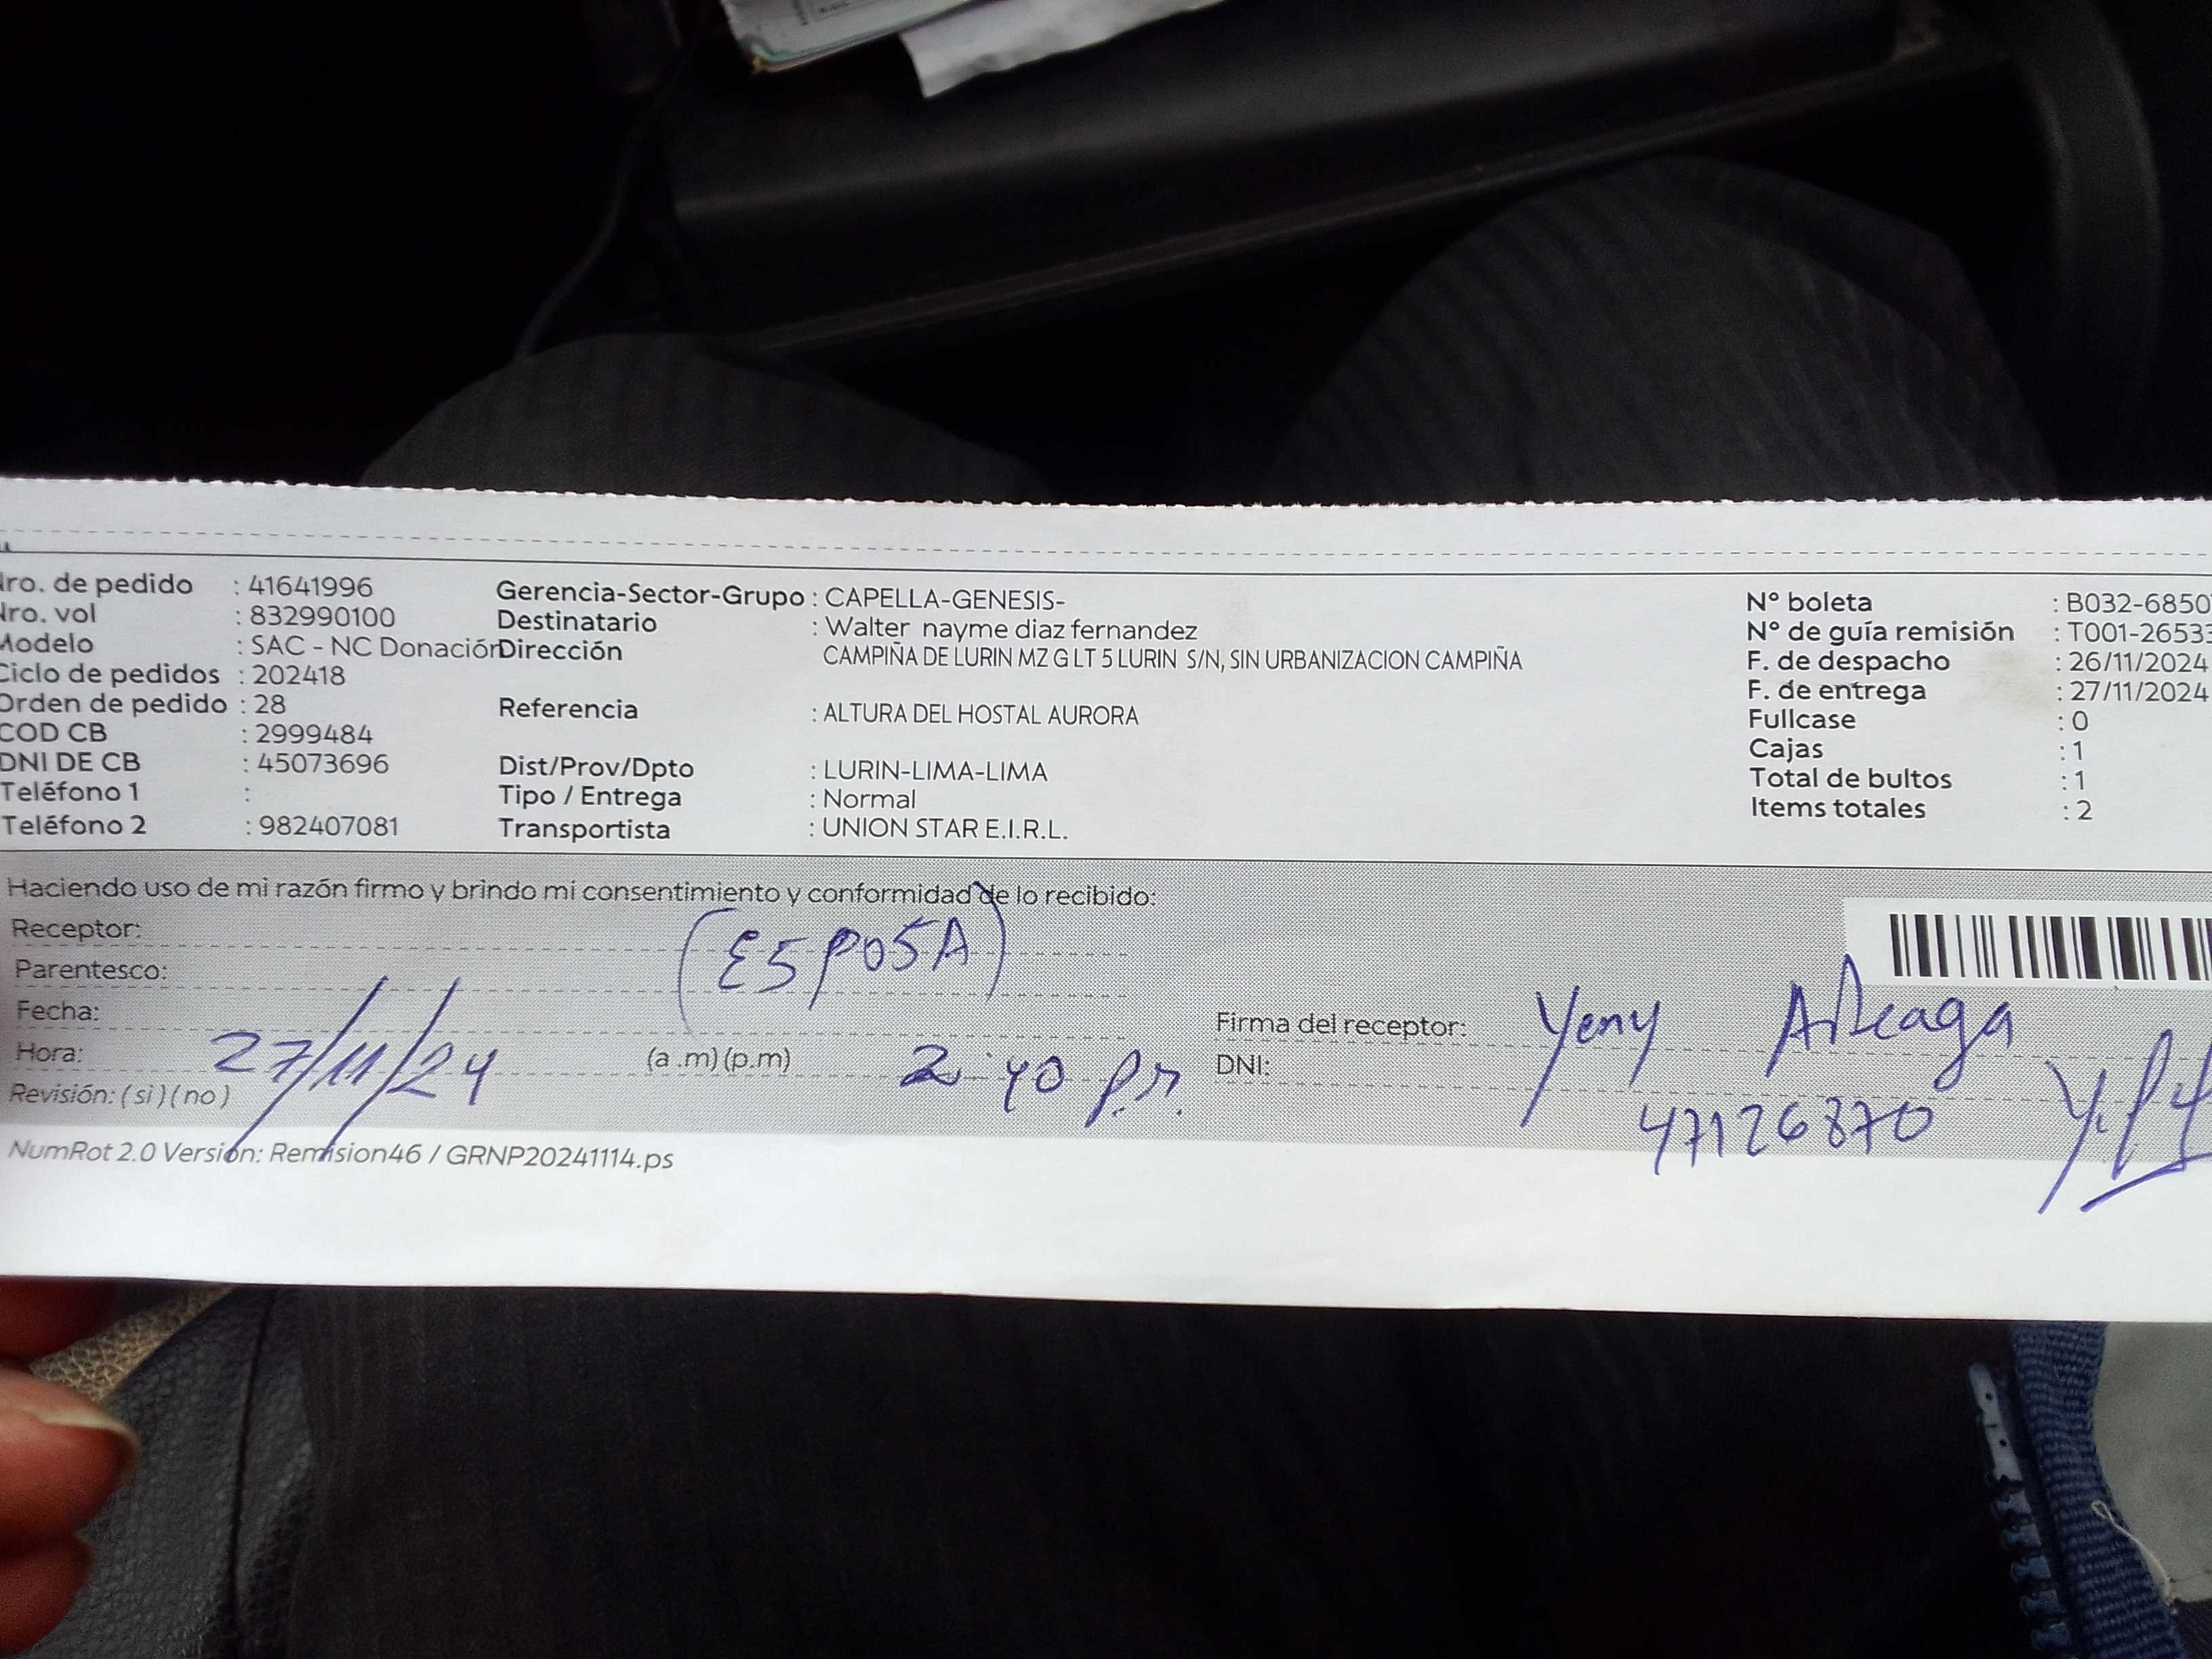 Nro. de pedido : 41641996
Nro. vol : 832990100
Modelo : SAC - NC Donación
Ciclo de pedidos : 202418
Orden de pedido : 28
COD CB : 2999484
DNI DE CB : 45073696
Teléfono 1 :
Teléfono 2 : 982407081
Gerencia-Sector-Grupo : CAPELLA-GENESIS-
Destinatario : Walter nayme diaz fernandez
Dirección CAMPIÑA DE LURIN MZ G LT 5 LURIN S/N, SIN URBANIZACION CAMPIÑA
Referencia : ALTURA DEL HOSTAL AURORA
Dist/Prov/Dpto : LURIN-LIMA-LIMA
Tipo / Entrega : Normal
Transportista : UNION STAR E.I.R.L.
N° boleta : B032-6850
N° de guía remisión : T001-26533
F. de despacho : 26/11/2024
F. de entrega : 27/11/2024
Fullcase : 0
Cajas : 1
Total de bultos : 1
Items totales : 2
Haciendo uso de mi razón firmo y brindo mi consentimiento y conformidad de lo recibido:
Receptor:
Parentesco: (ESPOSA)
Fecha: 27/11/24
Hora: (a.m) (p.m) 2:40 p.m.
Revisión: (si) (no)
Firma del receptor: Yeny
DNI: 47126870
NumRot 2.0 Versión: Remision46 / GRNP20241114.ps